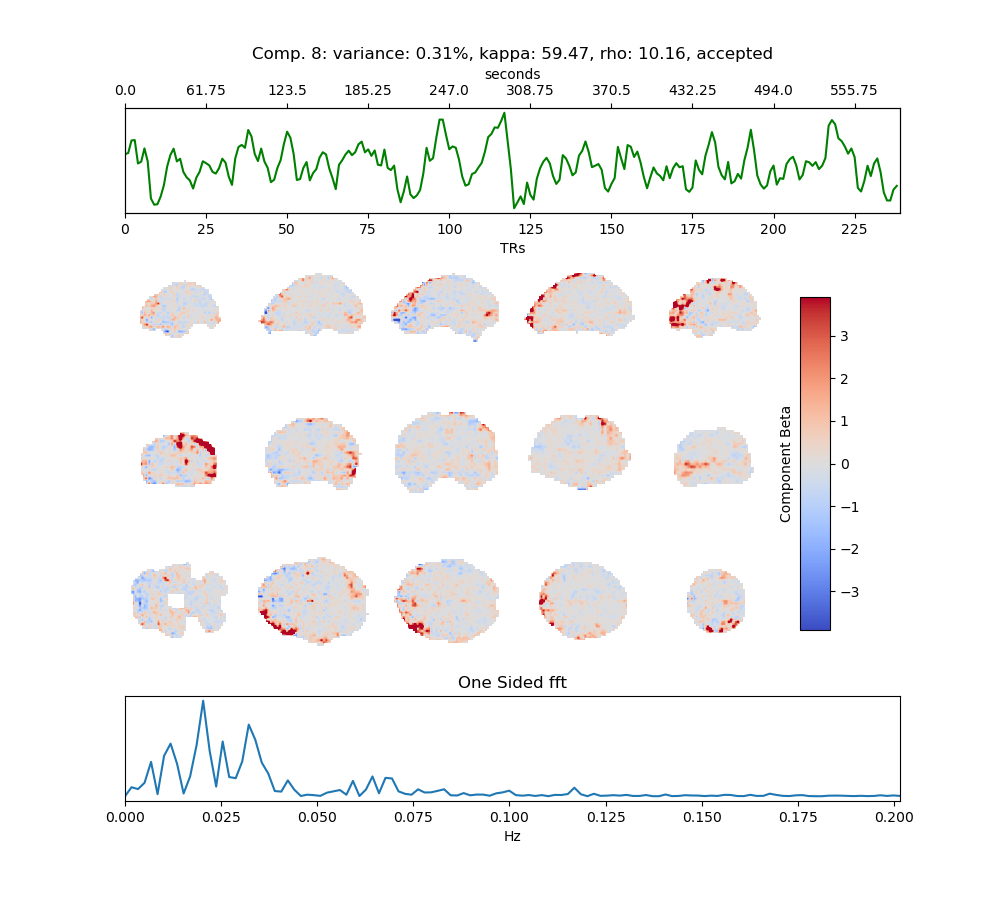 Comp. 8: variance: 0.31%, kappa: 59.47, rho: 10.16, accepted
seconds
0.0 61.75 123.5 185.25 247.0 308.75 370.5 432.25 494.0 555.75
0 25 50 75 100 125 150 175 200 225
TRs
3
2
1
0
−1
−2
−3
Component Beta
One Sided fft
0.000 0.025 0.050 0.075 0.100 0.125 0.150 0.175 0.200
Hz